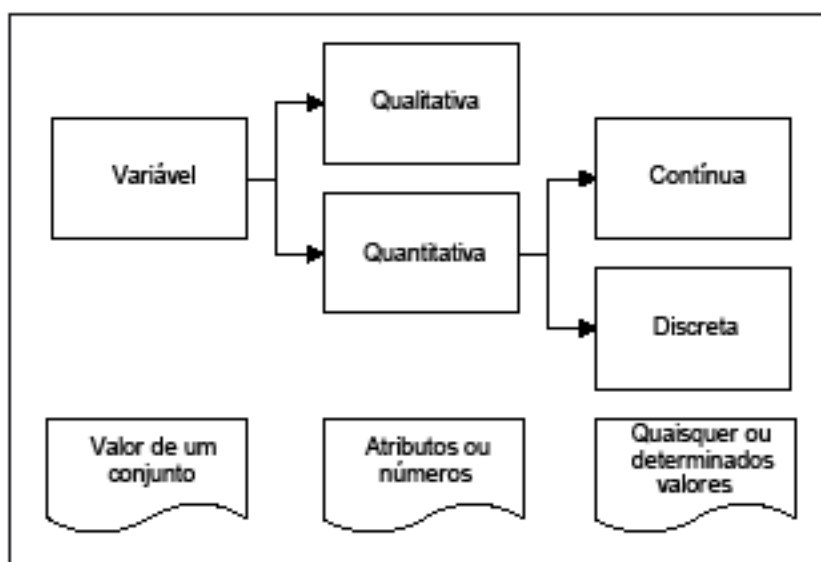 Qualitativa
Variável
Contínua
Quantitativa
Discreta
Valor de um
conjunto
Atributos ou
números
Quaisquer ou
determinados
valores